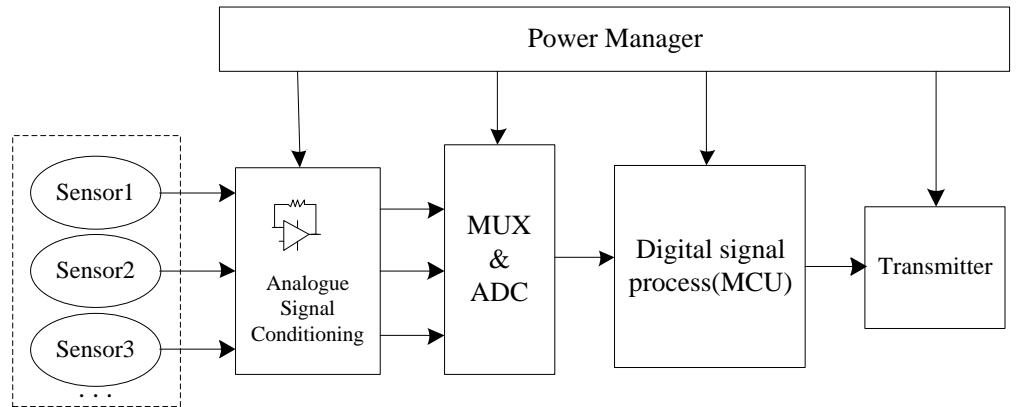 Power Manager
Sensor1
Sensor2
Sensor3
. . .
Analogue
Signal
Conditioning
MUX
&
ADC
Digital signal
process(MCU)
Transmitter